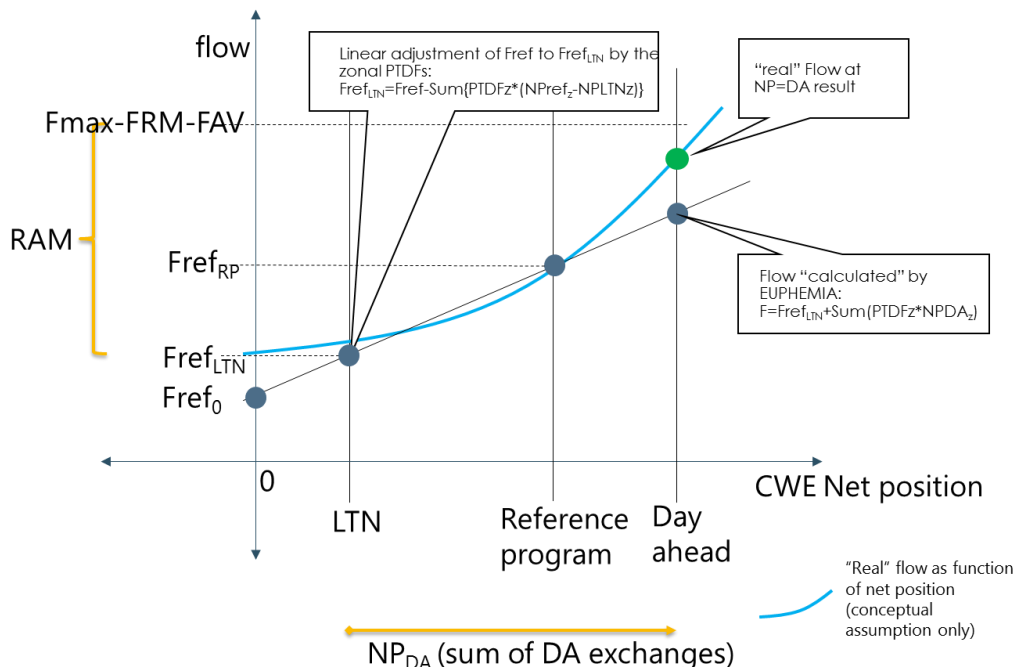 flow
Linear adjustment of Fref to FrefLTN by the
zonal PTDFs:
FrefLTN=Fref-Sum{PTDFz*(NPrefz-NPLTNz)}
"real" Flow at
NP=DA result
Fmax-FRM-FAV
RAM
FrefRP
Flow "calculated" by
EUPHEMIA:
F=FrefLTN+Sum(PTDFz*NPDAz)
FrefLTN
Fref0
0
CWE Net position
LTN
Reference
program
Day
ahead
"Real" flow as function
of net position
(conceptual
assumption only)
NPDA (sum of DA exchanges)